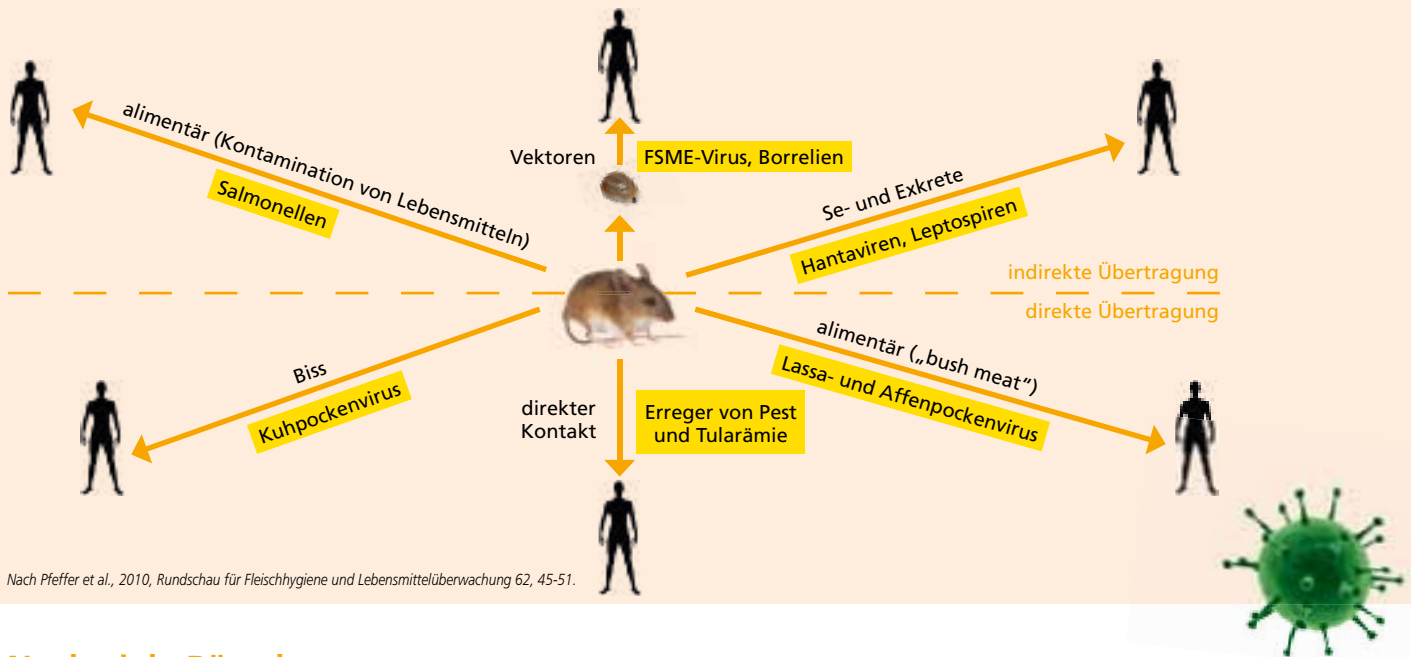 alimentär (Kontamination von Lebensmitteln)
Salmonellen
Vektoren
FSME-Virus, Borrelien
Se- und Exkrete
Hantaviren, Leptospiren
indirekte Übertragung
direkte Übertragung
Biss
Kuhpockenvirus
direkter
Kontakt
Erreger von Pest
und Tularämie
alimentär („bush meat“)
Lassa- und Affenpockenvirus
Nach Pfeffer et al., 2010, Rundschau für Fleischhygiene und Lebensmittelüberwachung 62, 45-51.